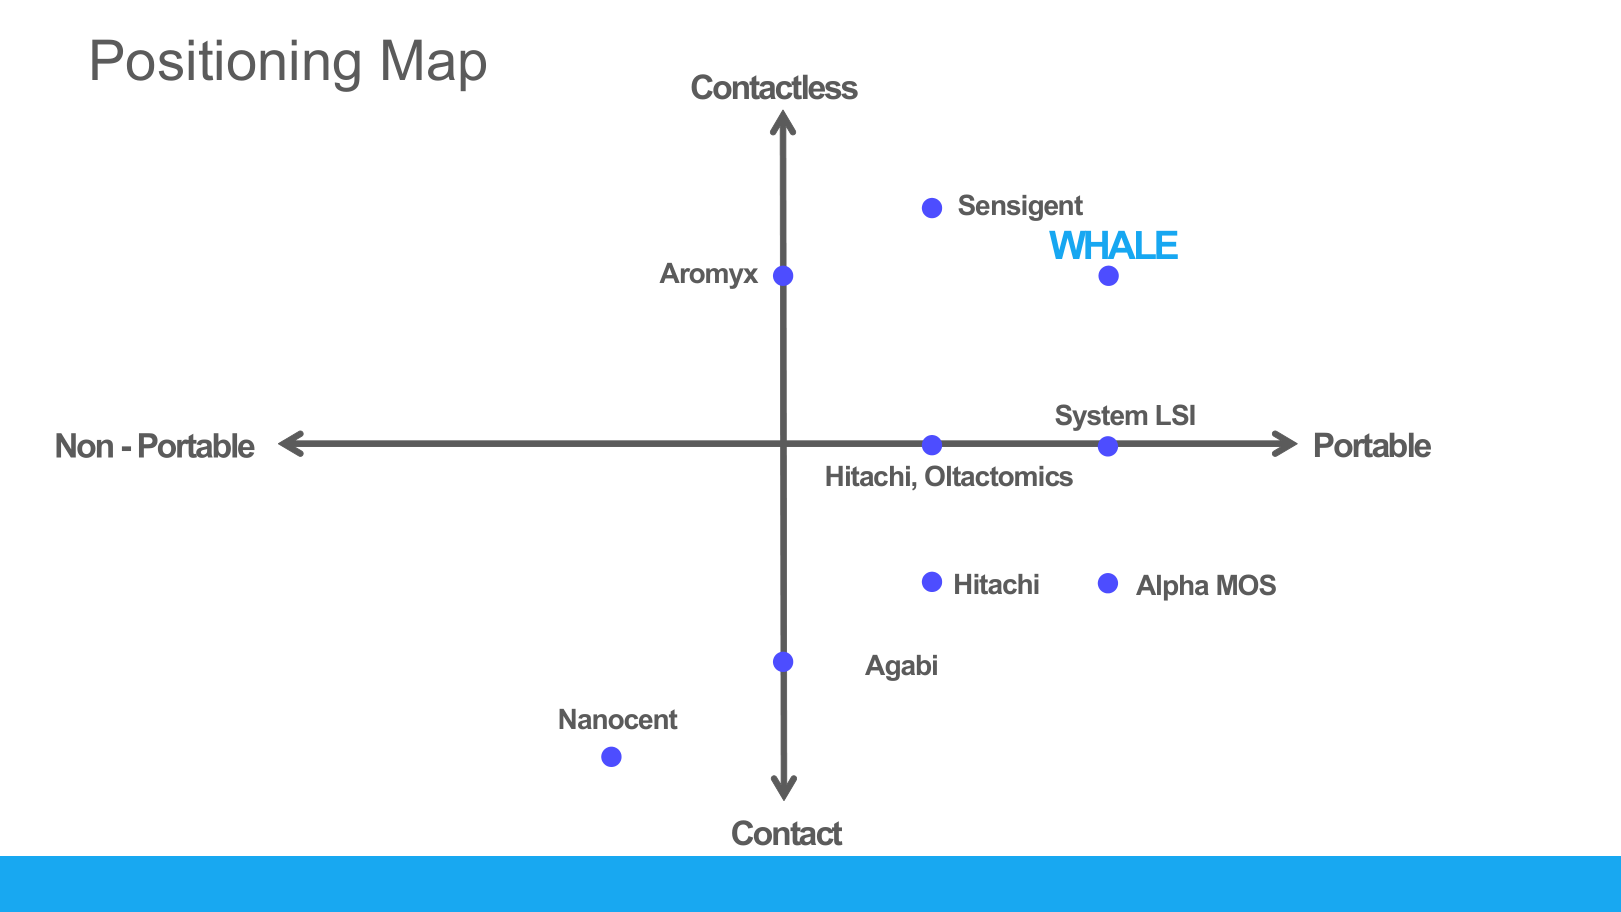 Positioning Map
Contactless
Sensigent
WHALE
Aromyx
System LSI
Non - Portable
Portable
Hitachi, Oltactomics
Hitachi
Alpha MOS
Agabi
Nanocent
Contact